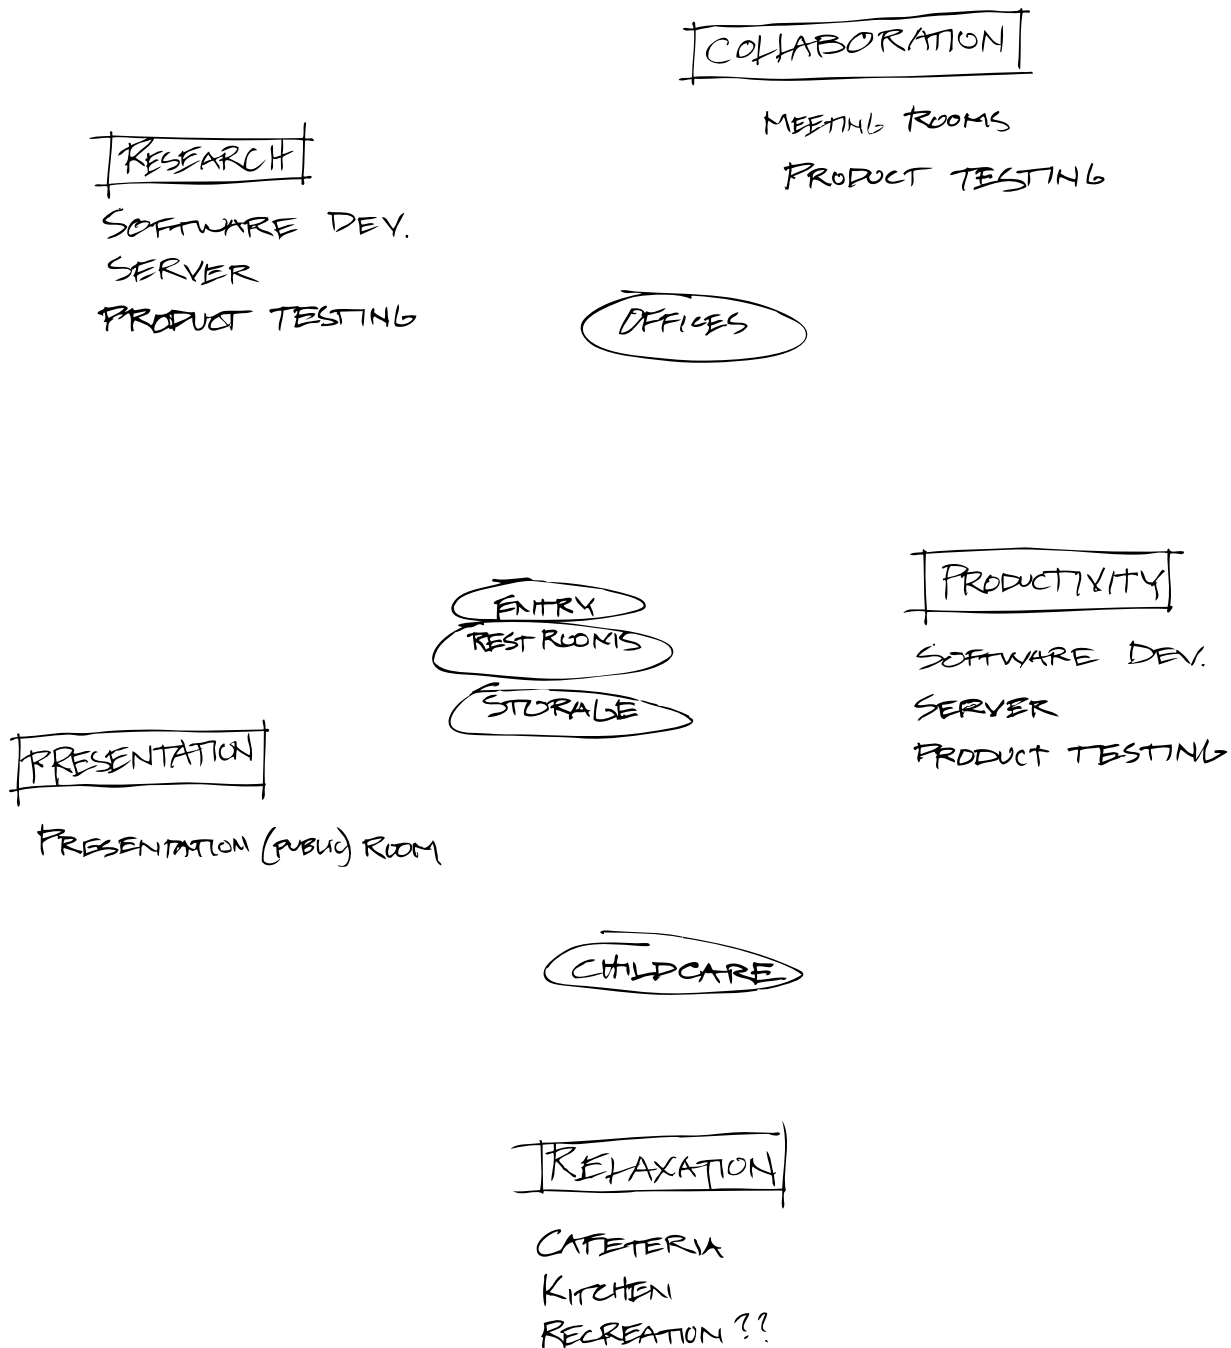 COLLABORATION
MEETING ROOMS
PRODUCT TESTING
RESEARCH
SOFTWARE DEV.
SERVER
PRODUCT TESTING
OFFICES
ENTRY
REST ROOMS
STORAGE
PRODUCTIVITY
SOFTWARE DEV.
SERVER
PRODUCT TESTING
PRESENTATION
PRESENTATION (PUBLIC) ROOM
CHILDCARE
RELAXATION
CAFETERIA
KITCHEN
RECREATION ??